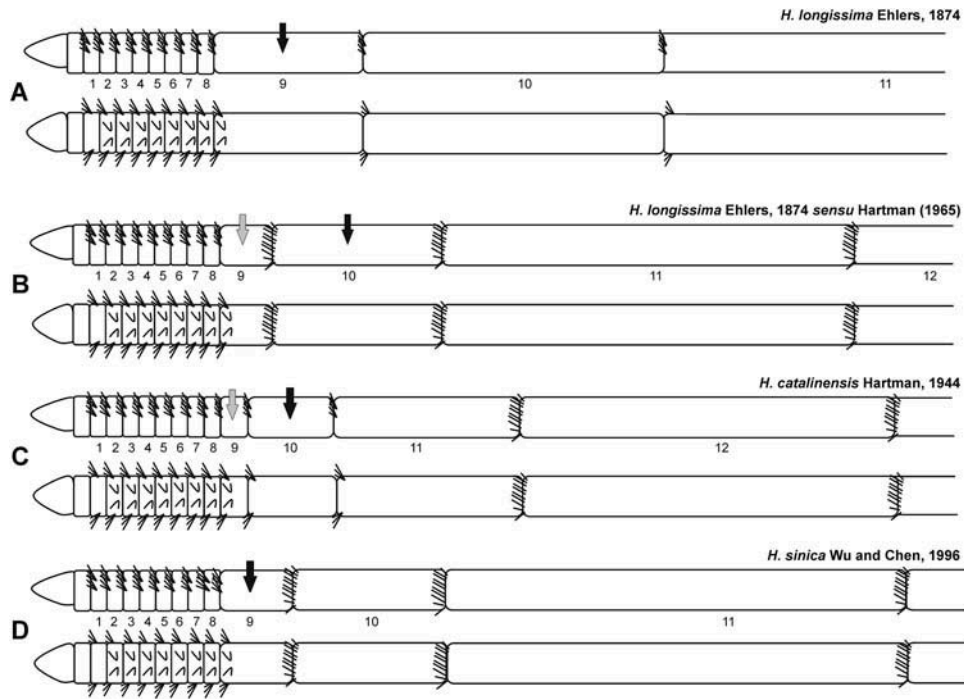 H. longissima Ehlers, 1874
1 2 3 4 5 6 7 8 9 10 11
A
H. longissima Ehlers, 1874 sensu Hartman (1965)
1 2 3 4 5 6 7 8 9 10 11 12
B
H. catalinensis Hartman, 1944
1 2 3 4 5 6 7 8 9 10 11 12
C
H. sinica Wu and Chen, 1996
1 2 3 4 5 6 7 8 9 10 11
D